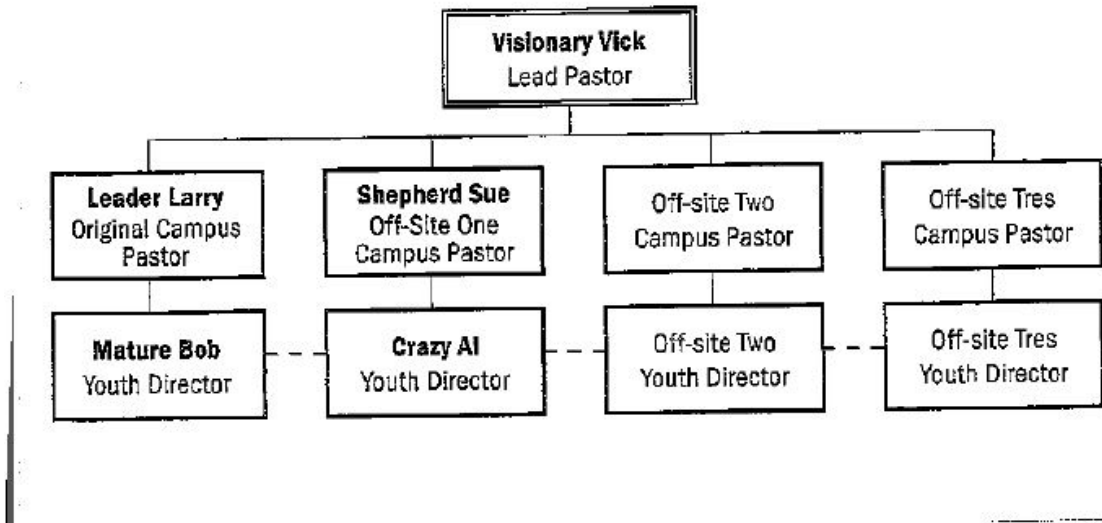 Visionary Vick
Lead Pastor
Leader Larry
Original Campus
Pastor
Shepherd Sue
Off-Site One
Campus Pastor
Off-site Two
Campus Pastor
Off-site Tres
Campus Pastor
Mature Bob
Youth Director
Crazy Al
Youth Director
Off-site Two
Youth Director
Off-site Tres
Youth Director